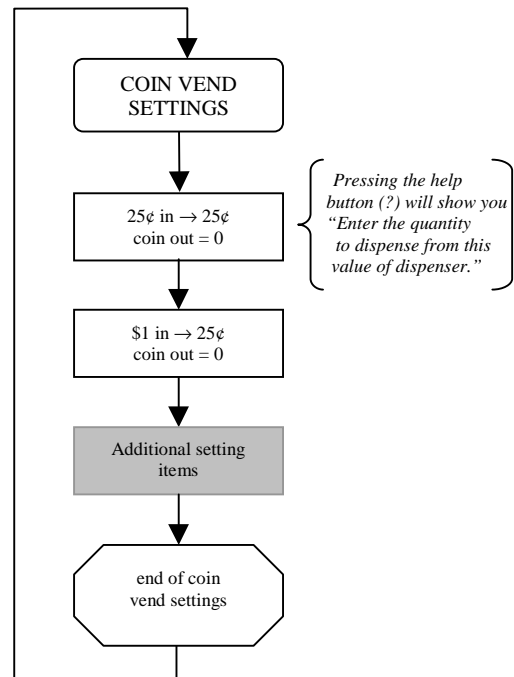 COIN VEND
SETTINGS
25¢ in → 25¢
coin out = 0
Pressing the help
button (?) will show you
“Enter the quantity
to dispense from this
value of dispenser.”
$1 in → 25¢
coin out = 0
Additional setting
items
end of coin
vend settings